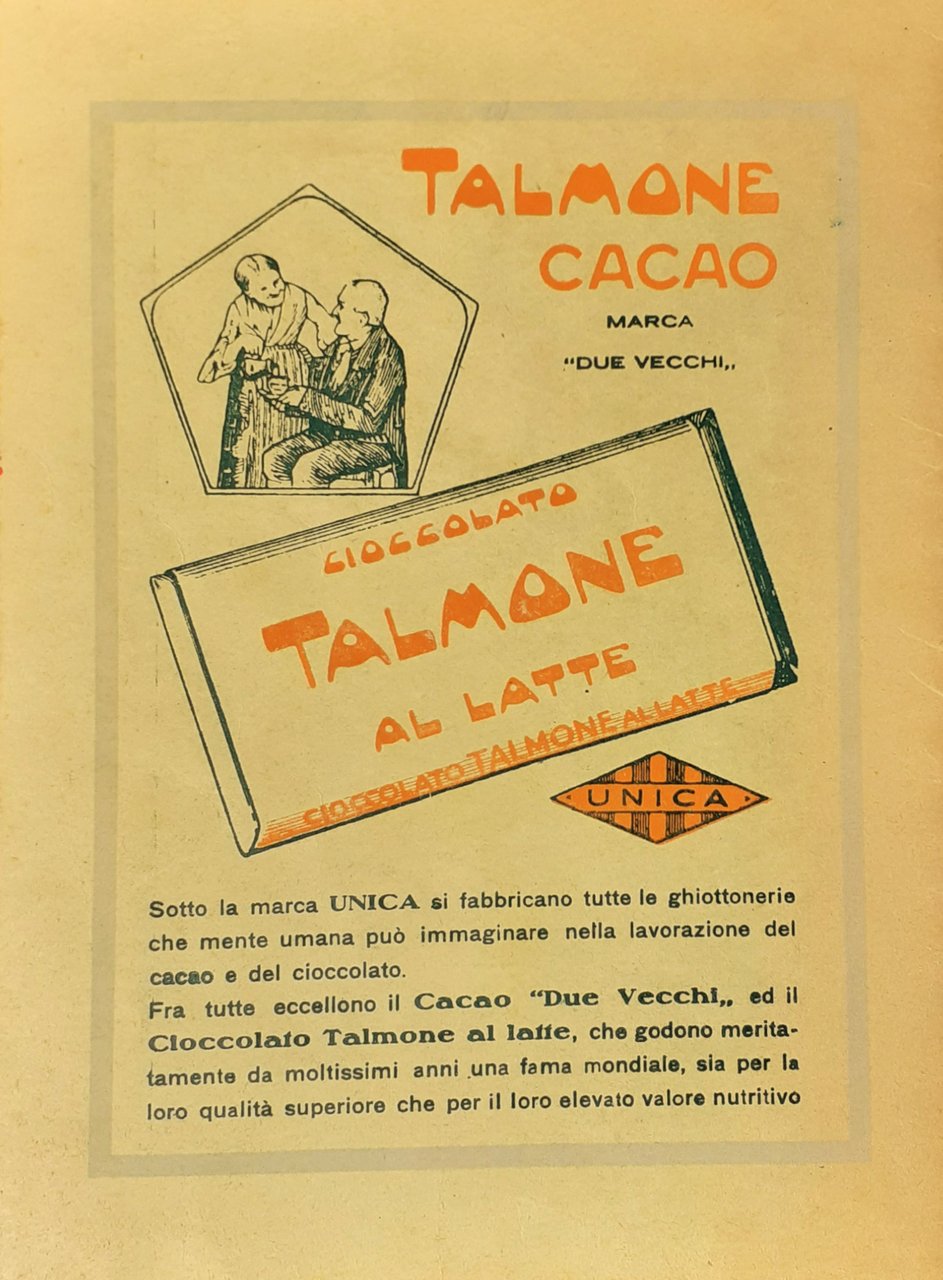 TALMONE
CACAO
MARCA
“DUE VECCHI„
CIOCCOLATO
TALMONE
AL LATTE
CIOCCOLATO TALMONE AL LATTE
UNICA
Sotto la marca UNICA si fabbricano tutte le ghiottonerie
che mente umana può immaginare nella lavorazione del
cacao e del cioccolato.
Fra tutte eccellono il Cacao “Due Vecchi„ ed il
Cioccolato Talmone al latte, che godono merita-
tamente da moltissimi anni una fama mondiale, sia per la
loro qualità superiore che per il loro elevato valore nutritivo